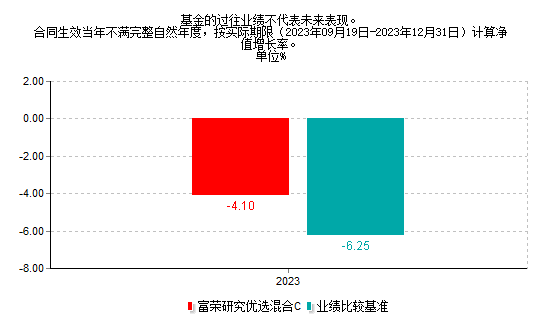 基金的过往业绩不代表未来表现。
合同生效当年不满完整自然年度，按实际期限（2023年09月19日-2023年12月31日）计算净
值增长率。
单位%
2.00
0.00
-2.00
-4.00
-6.00
-8.00
-4.10
-6.25
2023
富荣研究优选混合C 业绩比较基准